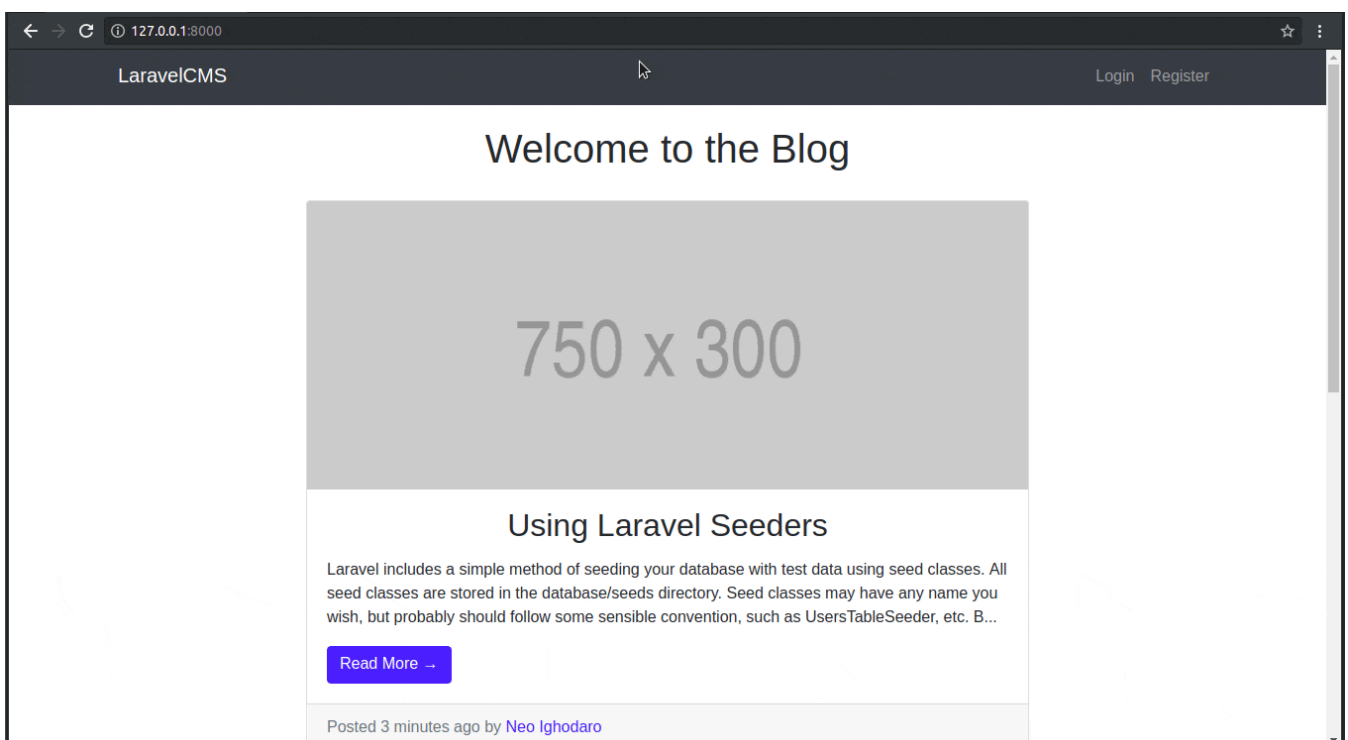 127.0.0.1:8000
LaravelCMS
Login Register
Welcome to the Blog
750 x 300
Using Laravel Seeders
Laravel includes a simple method of seeding your database with test data using seed classes. All
seed classes are stored in the database/seeds directory. Seed classes may have any name you
wish, but probably should follow some sensible convention, such as UsersTableSeeder, etc. B...
Read More →
Posted 3 minutes ago by Neo Ighodaro